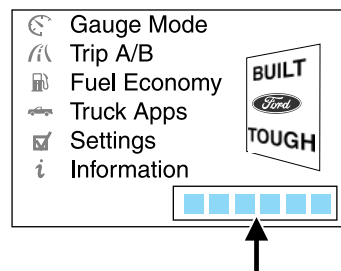 Gauge Mode
Trip A/B
Fuel Economy
Truck Apps
Settings
Information
BUILT
Ford
TOUGH